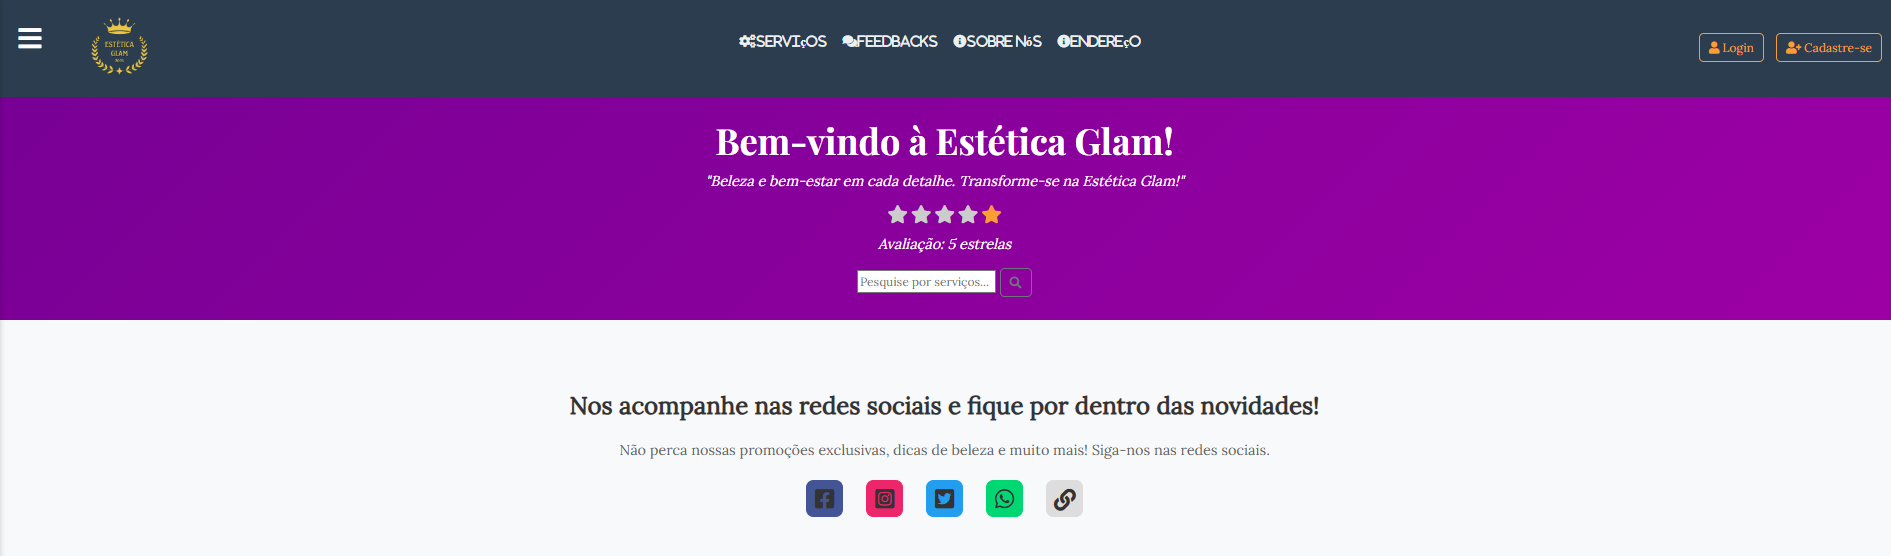 ESTÉTICA
GLAM
SERVIçOS FEEDBACKS SOBRE NóS ENDEREçO
Login Cadastre-se
Bem-vindo à Estética Glam!
"Beleza e bem-estar em cada detalhe. Transforme-se na Estética Glam!"
Avaliação: 5 estrelas
Pesquise por serviços...
Nos acompanhe nas redes sociais e fique por dentro das novidades!
Não perca nossas promoções exclusivas, dicas de beleza e muito mais! Siga-nos nas redes sociais.